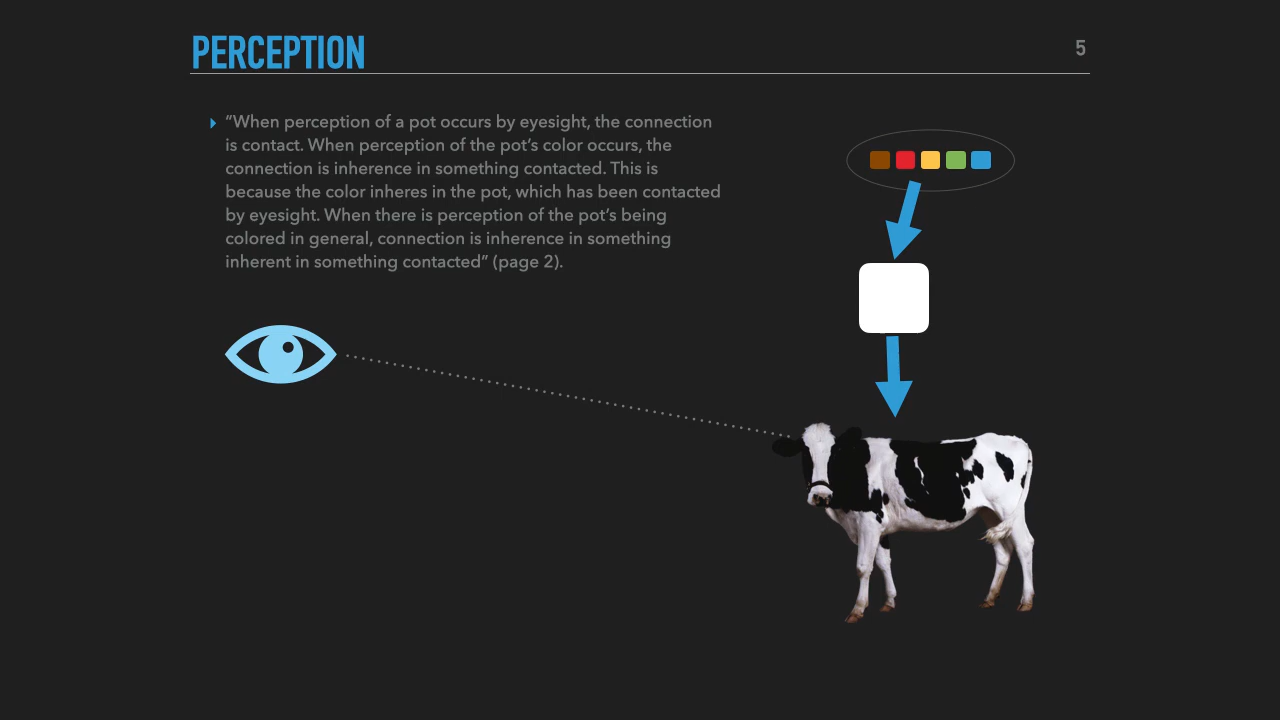 PERCEPTION
5
“When perception of a pot occurs by eyesight, the connection
is contact. When perception of the pot’s color occurs, the
connection is inherence in something contacted. This is
because the color inheres in the pot, which has been contacted
by eyesight. When there is perception of the pot’s being
colored in general, connection is inherence in something
inherent in something contacted” (page 2).